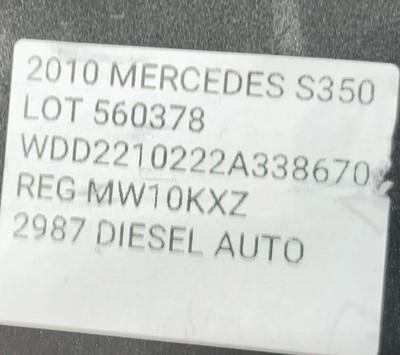 2010 MERCEDES S350
LOT 560378
WDD2210222A338670
REG MW10KXZ
2987 DIESEL AUTO